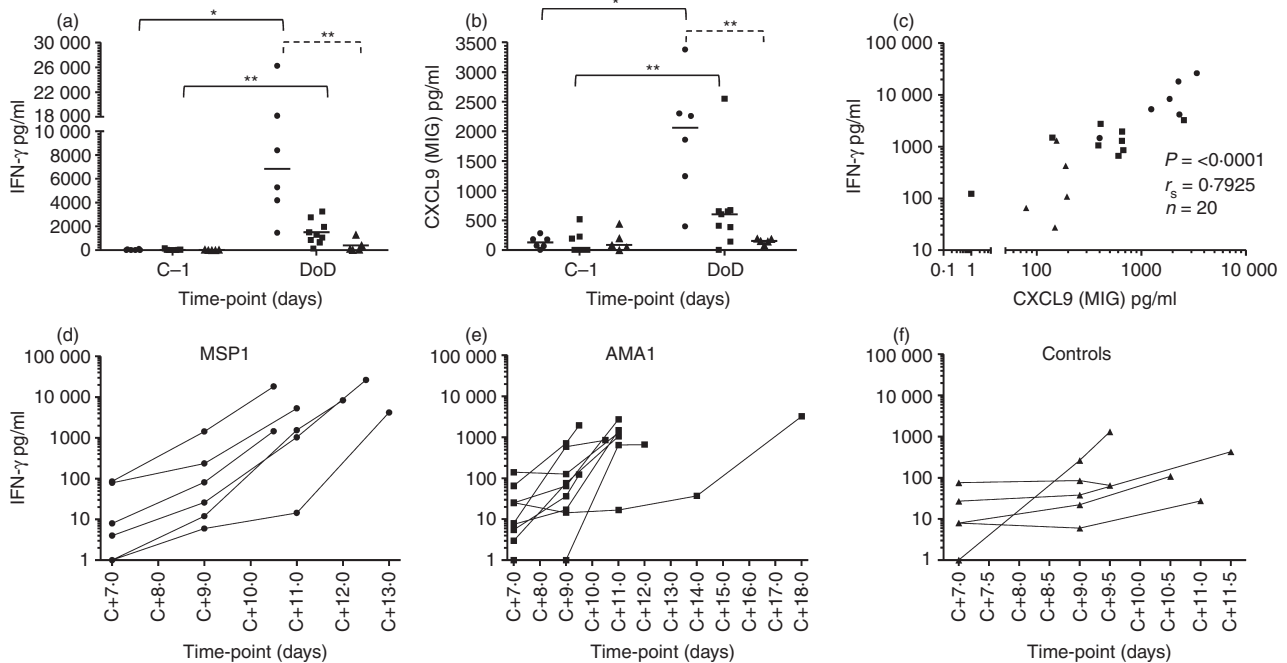 (a)
*
**
**
30 000
26 000
22 000
18 000
10 000
8000
6000
4000
2000
0
IFN-γ pg/ml
C–1
DoD
Time-point (days)
(b)
*
**
**
3500
3000
2500
2000
1500
1000
500
0
CXCL9 (MIG) pg/ml
C–1
DoD
Time-point (days)
(c)
100 000
10 000
1000
100
10
IFN-γ pg/ml
P = <0·0001
rs = 0·7925
n = 20
0·1
1
100
1000
10 000
CXCL9 (MIG) pg/ml
(d)
MSP1
100 000
10 000
1000
100
10
1
IFN-γ pg/ml
C+7·0
C+8·0
C+9·0
C+10·0
C+11·0
C+12·0
C+13·0
Time-point (days)
(e)
AMA1
100 000
10 000
1000
100
10
1
C+7·0
C+8·0
C+9·0
C+10·0
C+11·0
C+12·0
C+13·0
C+14·0
C+15·0
C+16·0
C+17·0
C+18·0
Time-point (days)
(f)
Controls
100 000
10 000
1000
100
10
1
C+7·0
C+7·5
C+8·0
C+8·5
C+9·0
C+9·5
C+10·0
C+10·5
C+11·0
C+11·5
Time-point (days)